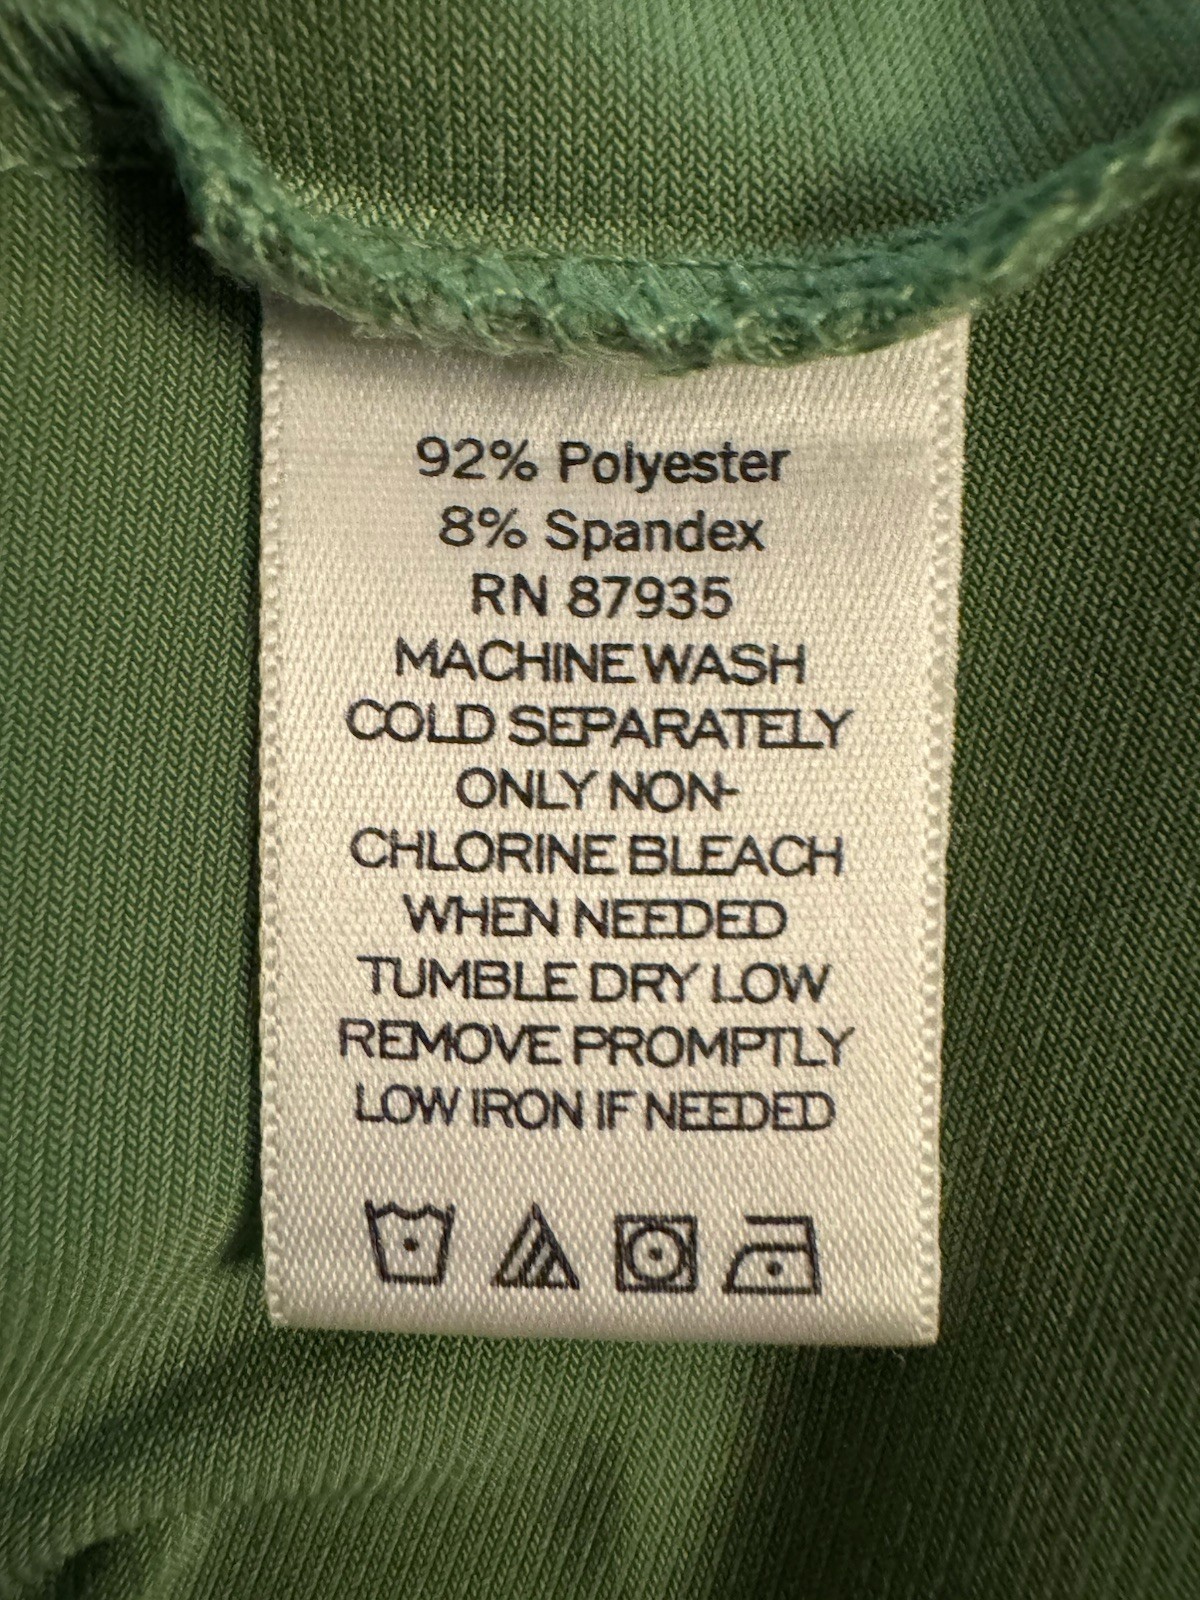 92% Polyester
8% Spandex
RN 87935
MACHINE WASH
COLD SEPARATELY
ONLY NON-
CHLORINE BLEACH
WHEN NEEDED
TUMBLE DRY LOW
REMOVE PROMPTLY
LOW IRON IF NEEDED